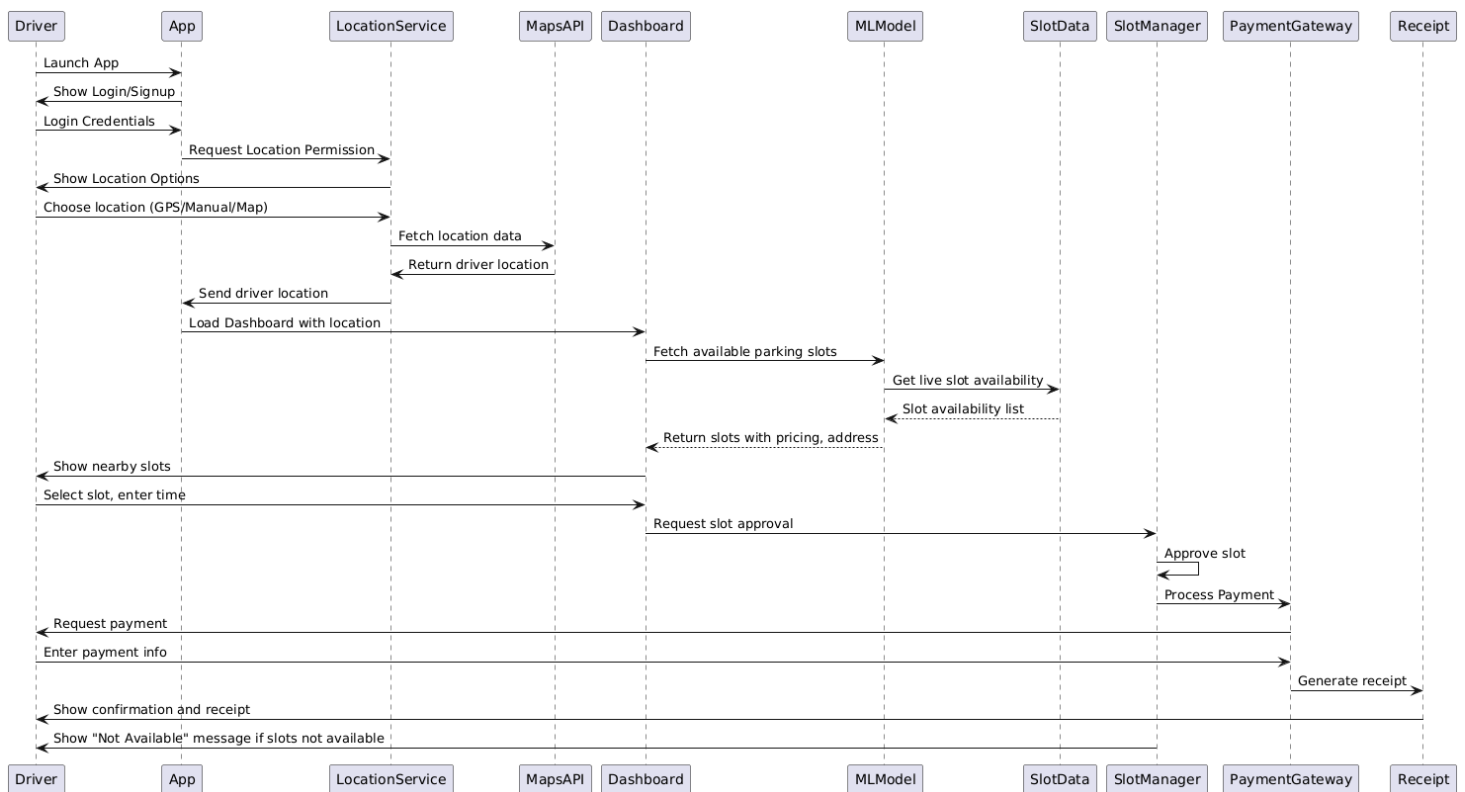 Driver App LocationService MapsAPI Dashboard MLModel SlotData SlotManager PaymentGateway Receipt
Launch App
Show Login/Signup
Login Credentials
Request Location Permission
Show Location Options
Choose location (GPS/Manual/Map)
Fetch location data
Return driver location
Send driver location
Load Dashboard with location
Fetch available parking slots
Get live slot availability
Slot availability list
Return slots with pricing, address
Show nearby slots
Select slot, enter time
Request slot approval
Approve slot
Process Payment
Request payment
Enter payment info
Generate receipt
Show confirmation and receipt
Show "Not Available" message if slots not available
Driver App LocationService MapsAPI Dashboard MLModel SlotData SlotManager PaymentGateway Receipt